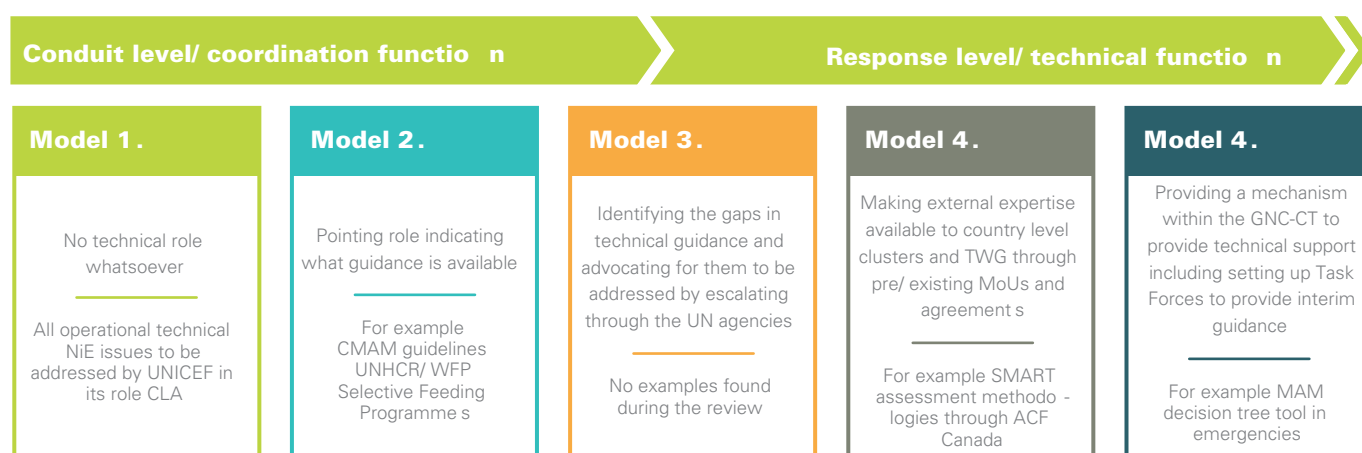 Conduit level/ coordination functio n
Response level/ technical functio n
Model 1.
No technical role
whatsoever
All operational technical
NiE issues to be
addressed by UNICEF in
its role CLA
Model 2.
Pointing role indicating
what guidance is available
For example
CMAM guidelines
UNHCR/ WFP
Selective Feeding
Programme s
Model 3.
Identifying the gaps in
technical guidance and
advocating for them to be
addressed by escalating
through the UN agencies
No examples found
during the review
Model 4.
Making external expertise
available to country level
clusters and TWG through
pre/ existing MoUs and
agreement s
For example SMART
assessment methodo -
logies through ACF
Canada
Model 4.
Providing a mechanism
within the GNC-CT to
provide technical support
including setting up Task
Forces to provide interim
guidance
For example MAM
decision tree tool in
emergencies